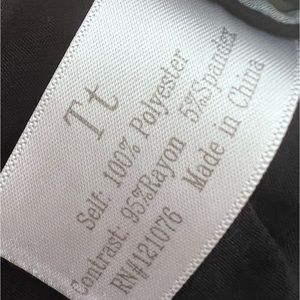 Tt
Self: 100% Polyester
Contrast: 95%Rayon 5%Spandex
RN#121076 Made in China